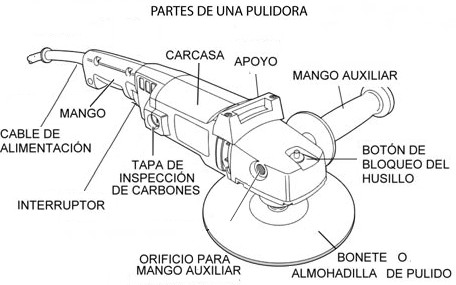 PARTES DE UNA PULIDORA
CARCASA
APOYO
MANGO AUXILIAR
MANGO
CABLE DE
ALIMENTACIÓN
TAPA DE
INSPECCIÓN
DE CARBONES
BOTÓN DE
BLOQUEO DEL
HUSILLO
INTERRUPTOR
ORIFICIO PARA
MANGO AUXILIAR
BONETE O
ALMOHADILLA DE PULIDO